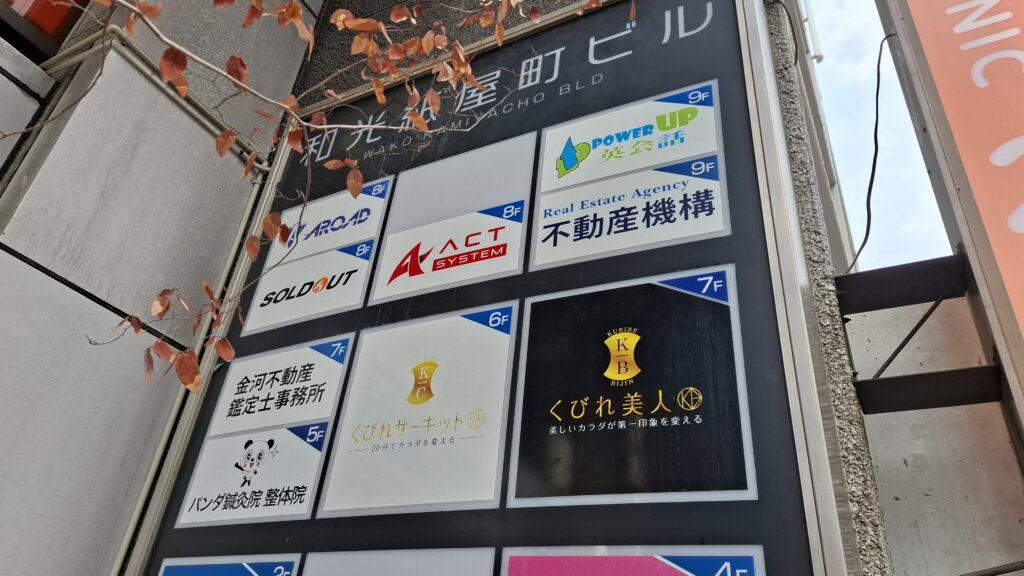 和光紙屋町ビル
WAKO KAMIYACHO BLD
9F
POWER UP
英会話
9F
Real Estate Agency
不動産機構
8F
AROAD
8F
SOLD OUT
8F
ACT
SYSTEM
7F
金河不動産
鑑定士事務所
5F
パンダ鍼灸院 整体院
6F
K
C
くびれサーキット
20分でカラダを変える
7F
KUBIRE
K
B
BIJIN
くびれ美人
美しいカラダが第一印象を変える
4F
NIC